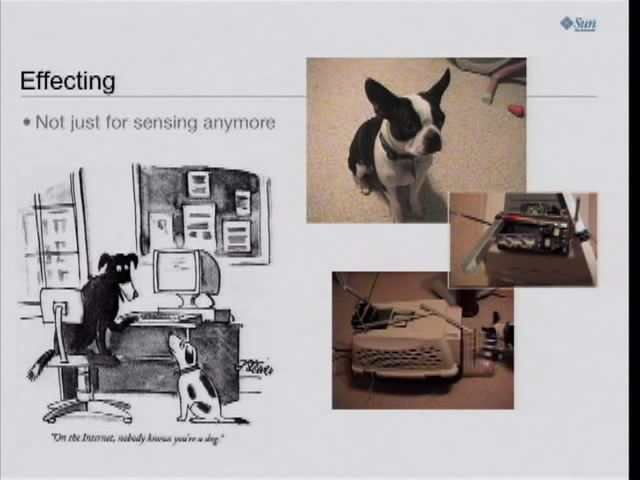 Sun
Effecting
• Not just for sensing anymore
"On the Internet, nobody knows you're a dog."